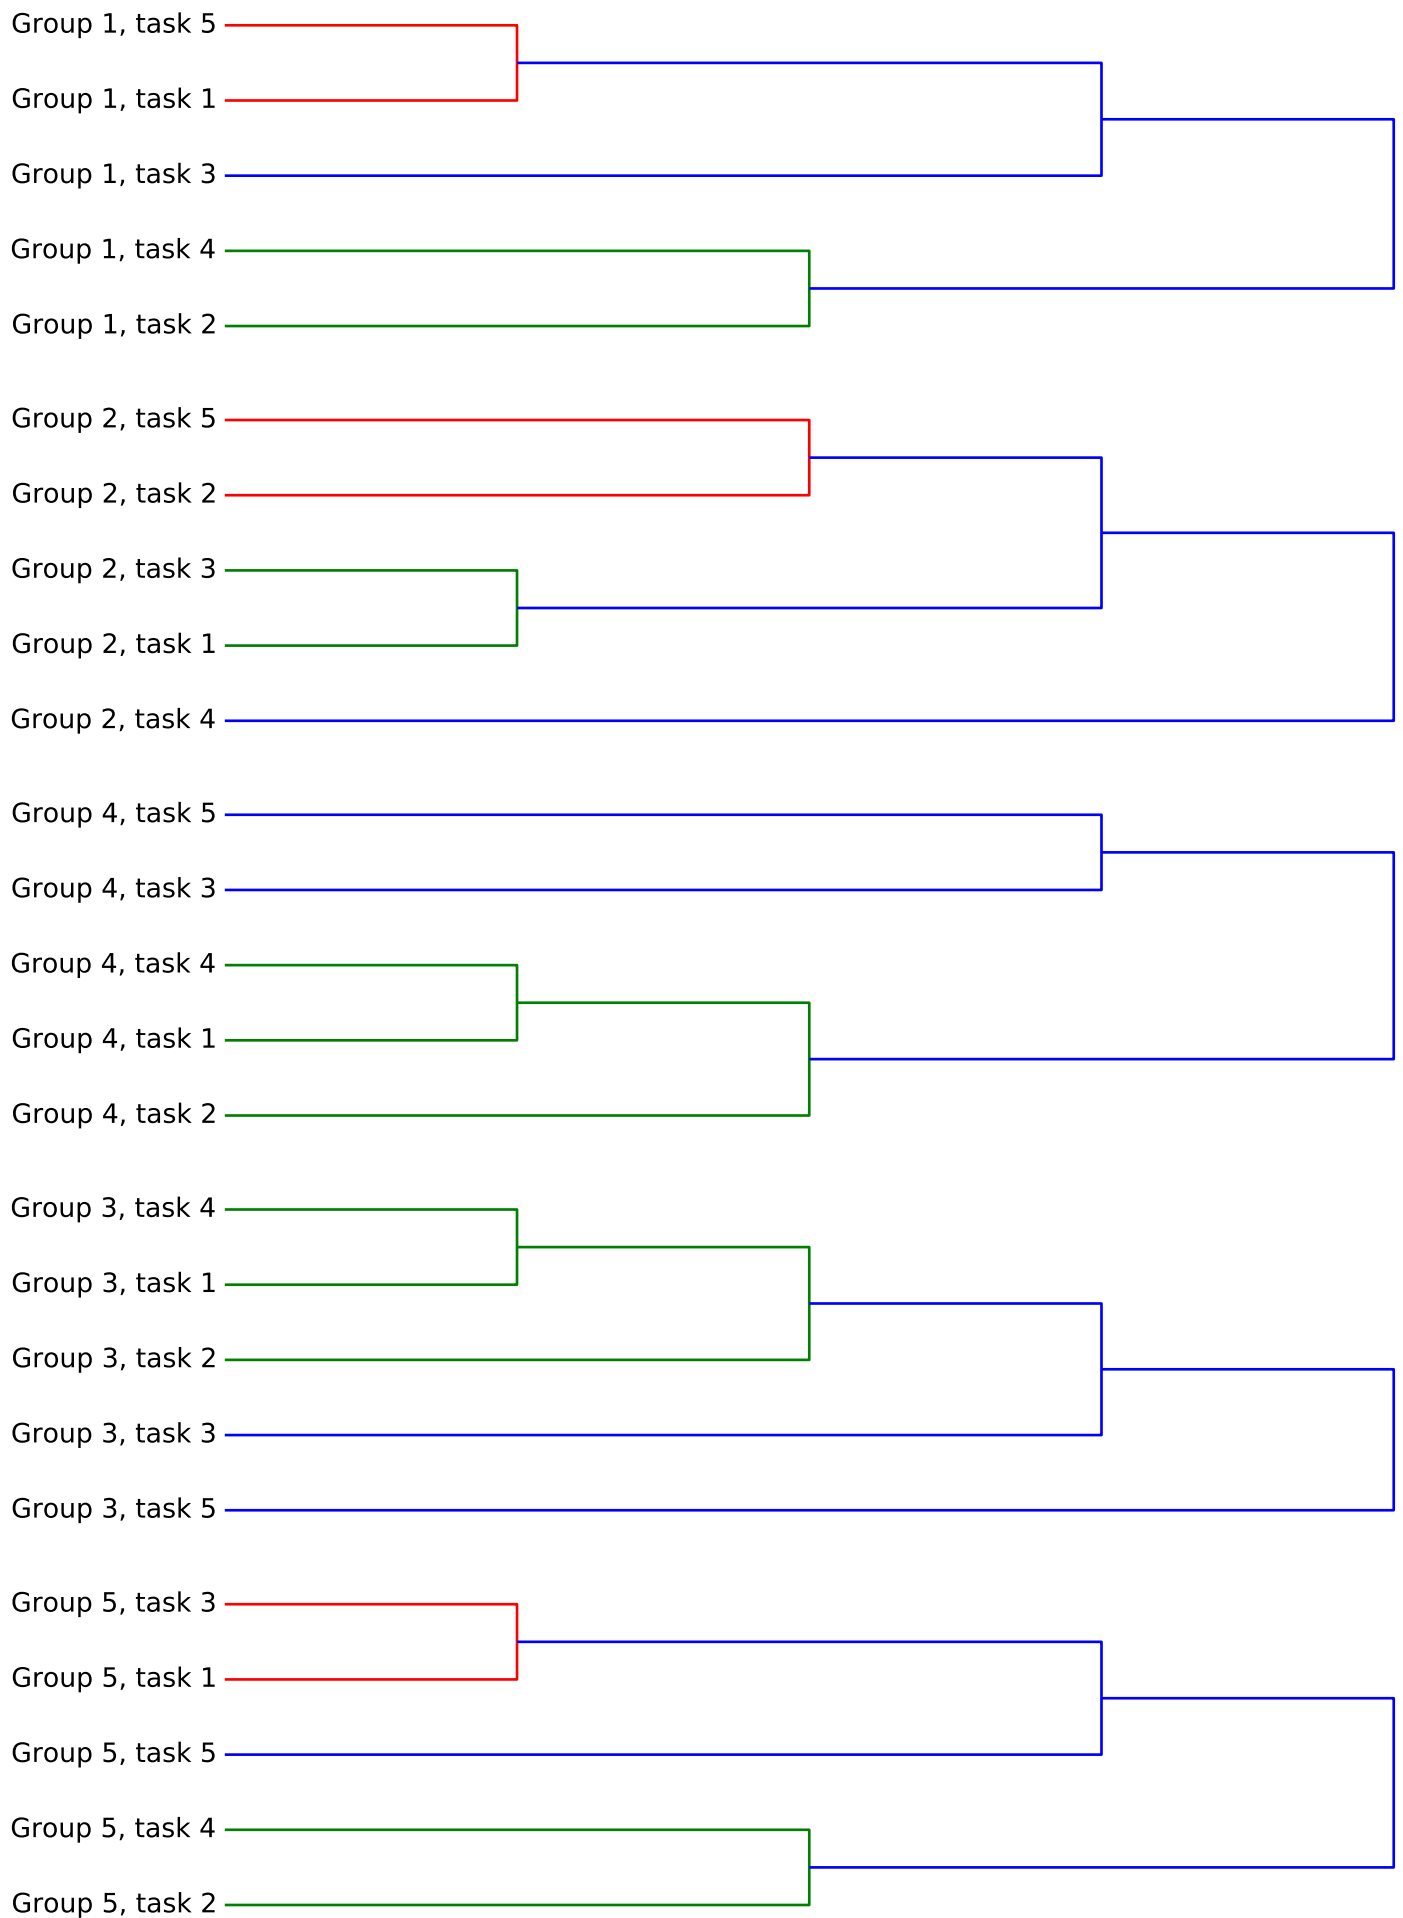 Group 1, task 5
Group 1, task 1
Group 1, task 3
Group 1, task 4
Group 1, task 2
Group 2, task 5
Group 2, task 2
Group 2, task 3
Group 2, task 1
Group 2, task 4
Group 4, task 5
Group 4, task 3
Group 4, task 4
Group 4, task 1
Group 4, task 2
Group 3, task 4
Group 3, task 1
Group 3, task 2
Group 3, task 3
Group 3, task 5
Group 5, task 3
Group 5, task 1
Group 5, task 5
Group 5, task 4
Group 5, task 2